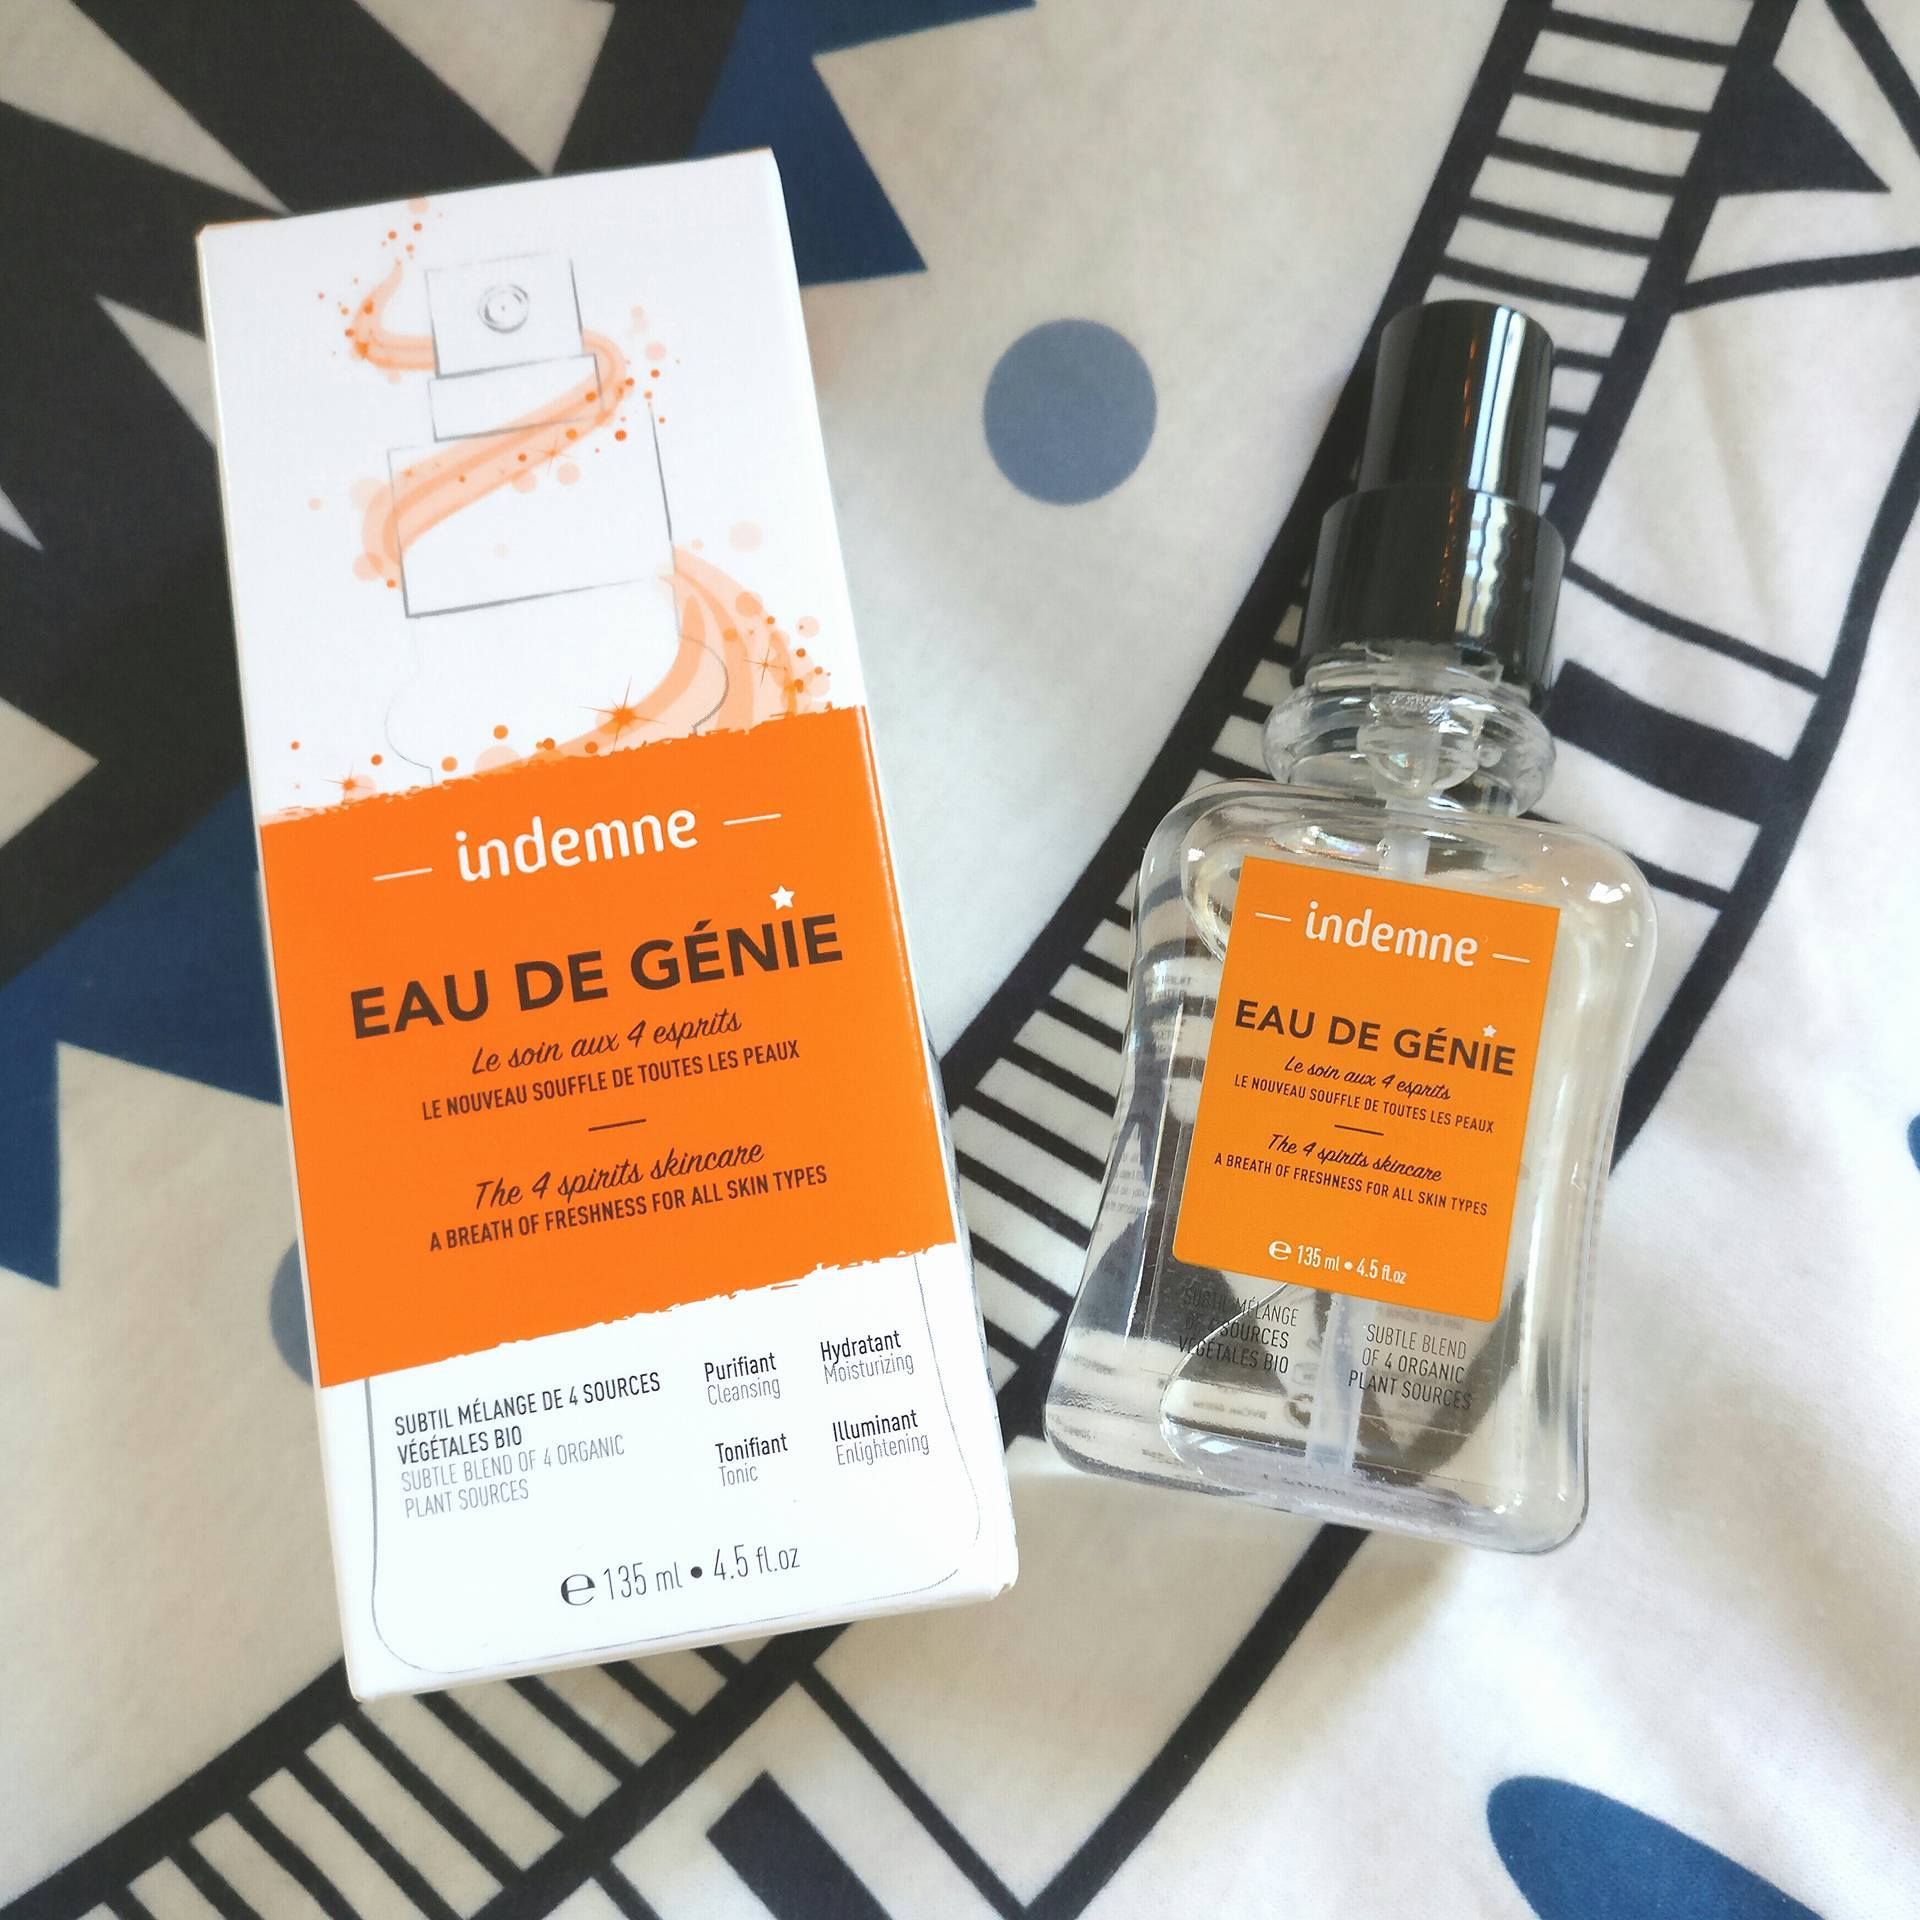 indemne
EAU DE GÉNIE
Le soin aux 4 esprits
LE NOUVEAU SOUFFLE DE TOUTES LES PEAUX
The 4 spirits skincare
A BREATH OF FRESHNESS FOR ALL SKIN TYPES
SUBTIL MÉLANGE DE 4 SOURCES
VÉGÉTALES BIO
SUBTLE BLEND OF 4 ORGANIC
PLANT SOURCES
Purifiant
Cleansing
Hydratant
Moisturizing
Tonifiant
Tonic
Illuminant
Enlightening
℮ 135 ml • 4.5 fl.oz
indemne
EAU DE GÉNIE
Le soin aux 4 esprits
LE NOUVEAU SOUFFLE DE TOUTES LES PEAUX
The 4 spirits skincare
A BREATH OF FRESHNESS FOR ALL SKIN TYPES
℮ 135 ml • 4.5 fl.oz
SUBTIL MÉLANGE
DE 4 SOURCES
VÉGÉTALES BIO
SUBTLE BLEND
OF 4 ORGANIC
PLANT SOURCES